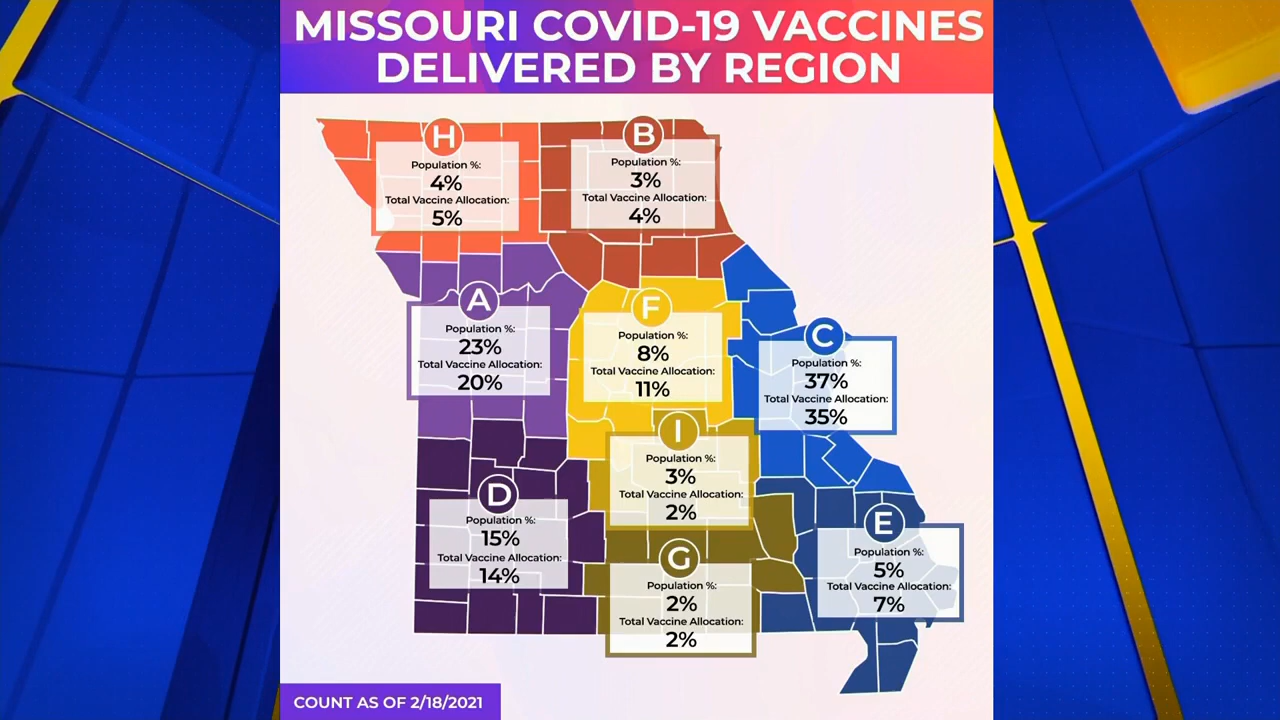 MISSOURI COVID-19 VACCINES
DELIVERED BY REGION
H
Population %:
4%
Total Vaccine Allocation:
5%
B
Population %:
3%
Total Vaccine Allocation:
4%
A
Population %:
23%
Total Vaccine Allocation:
20%
F
Population %:
8%
Total Vaccine Allocation:
11%
C
Population %:
37%
Total Vaccine Allocation:
35%
I
Population %:
3%
Total Vaccine Allocation:
2%
D
Population %:
15%
Total Vaccine Allocation:
14%
G
Population %:
2%
Total Vaccine Allocation:
2%
E
Population %:
5%
Total Vaccine Allocation:
7%
COUNT AS OF 2/18/2021